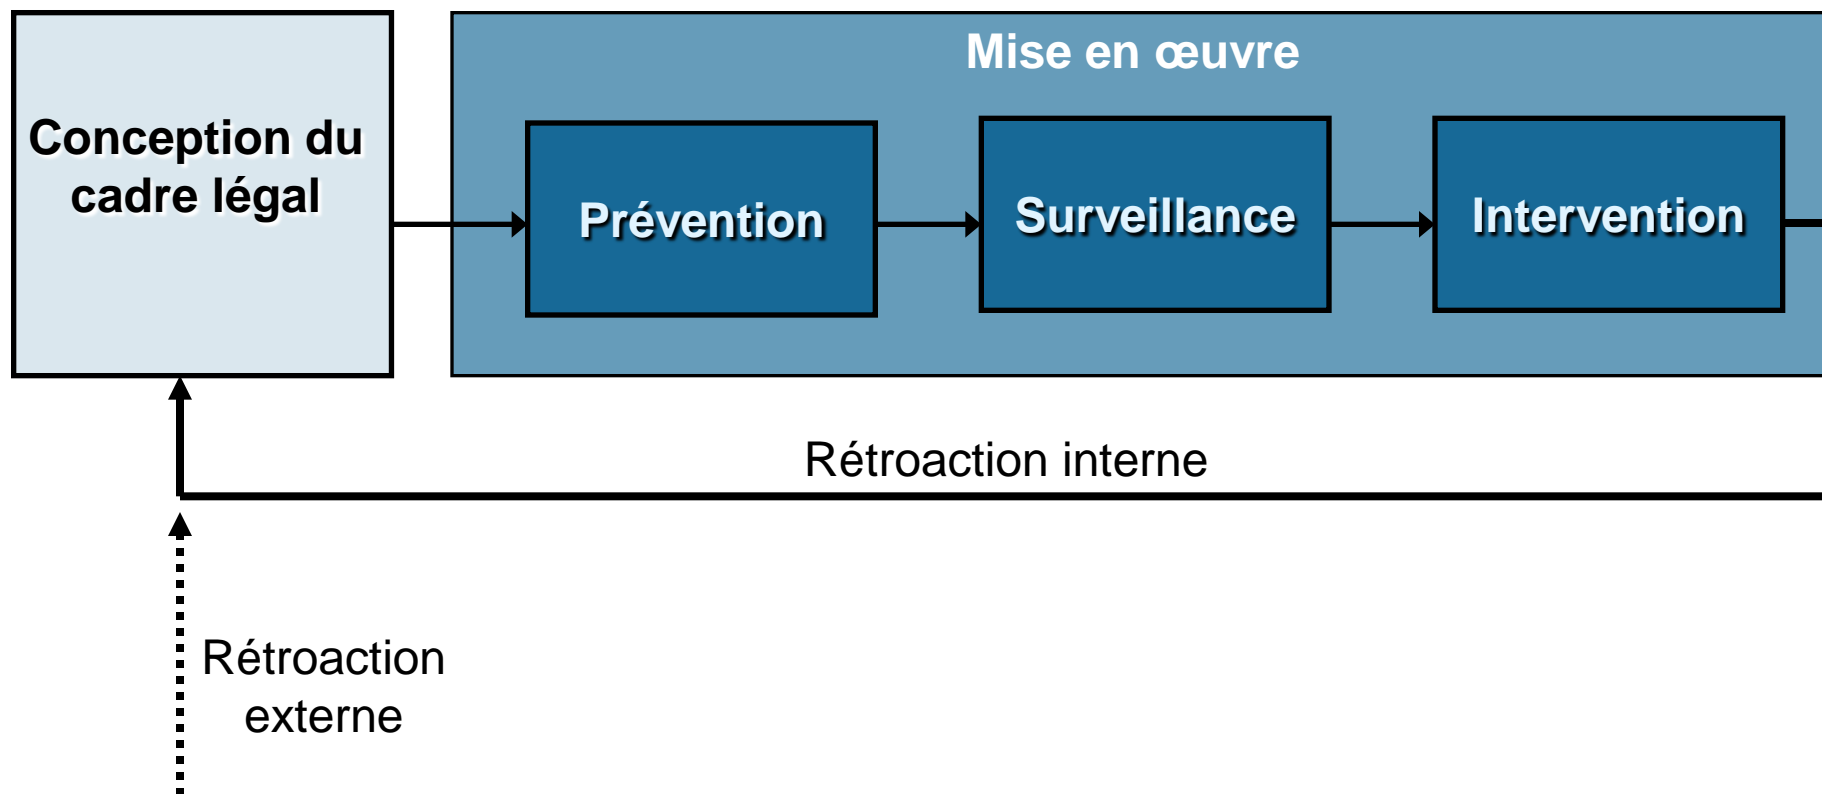 Mise en œuvre
Conception du
cadre légal
Prévention
Surveillance
Intervention
Rétroaction interne
Rétroaction
externe